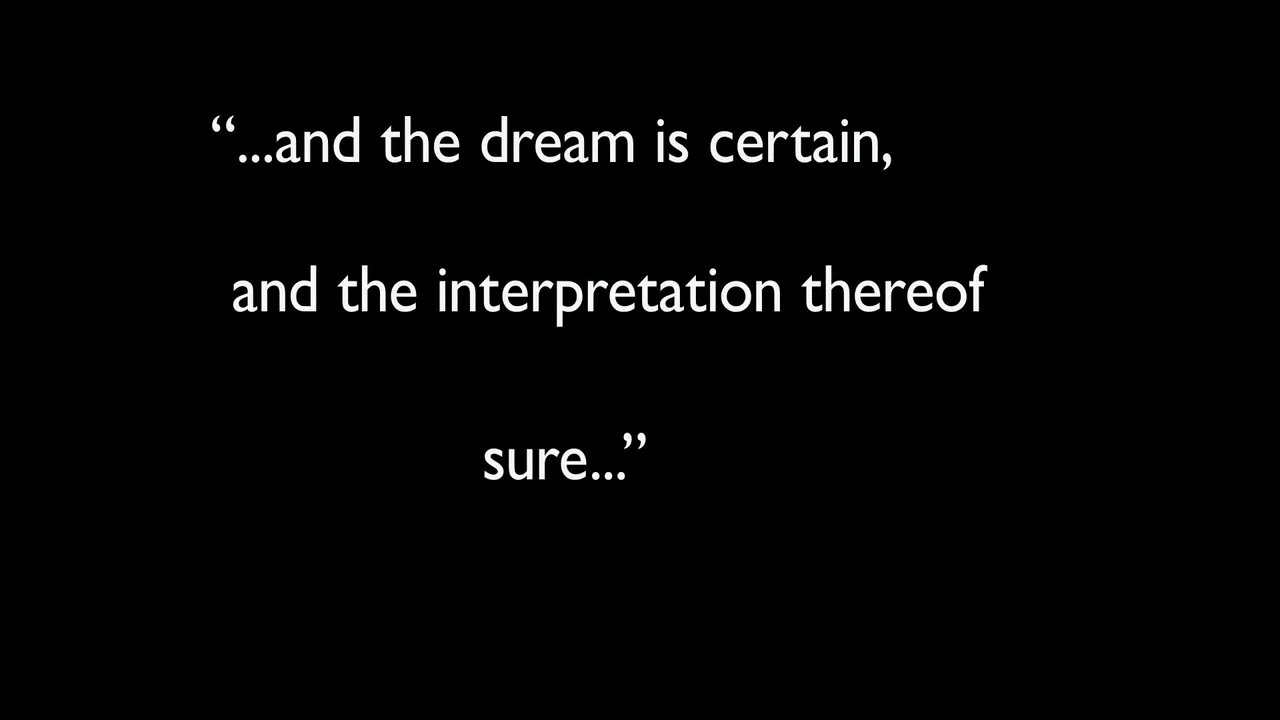 “...and the dream is certain,
and the interpretation thereof
sure...”